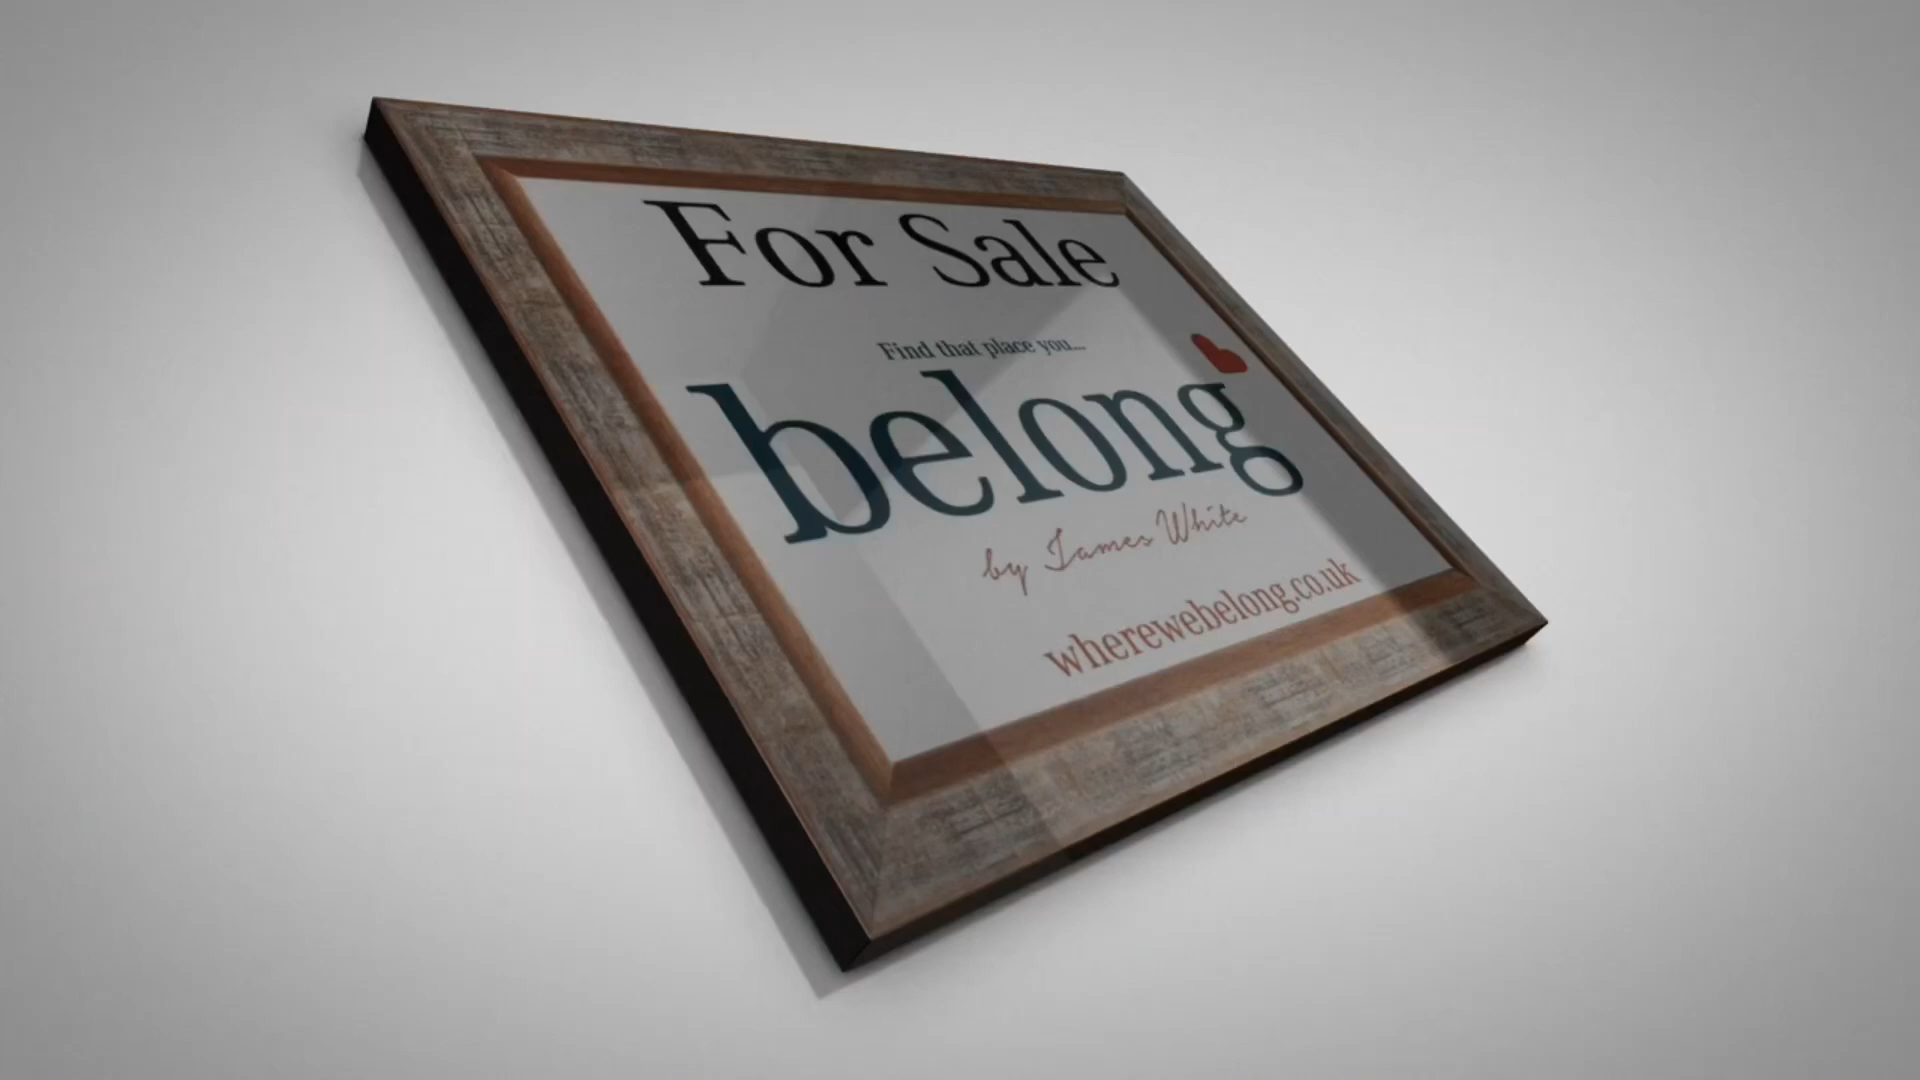 For Sale
Find that place you...
belong
by James White
wherewebelong.co.uk